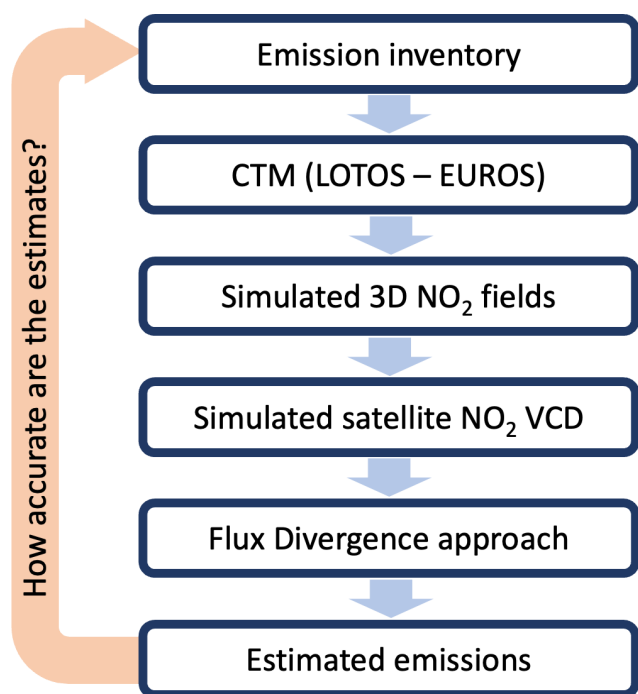 Emission inventory
CTM (LOTOS – EUROS)
Simulated 3D NO₂ fields
Simulated satellite NO₂ VCD
Flux Divergence approach
Estimated emissions
How accurate are the estimates?